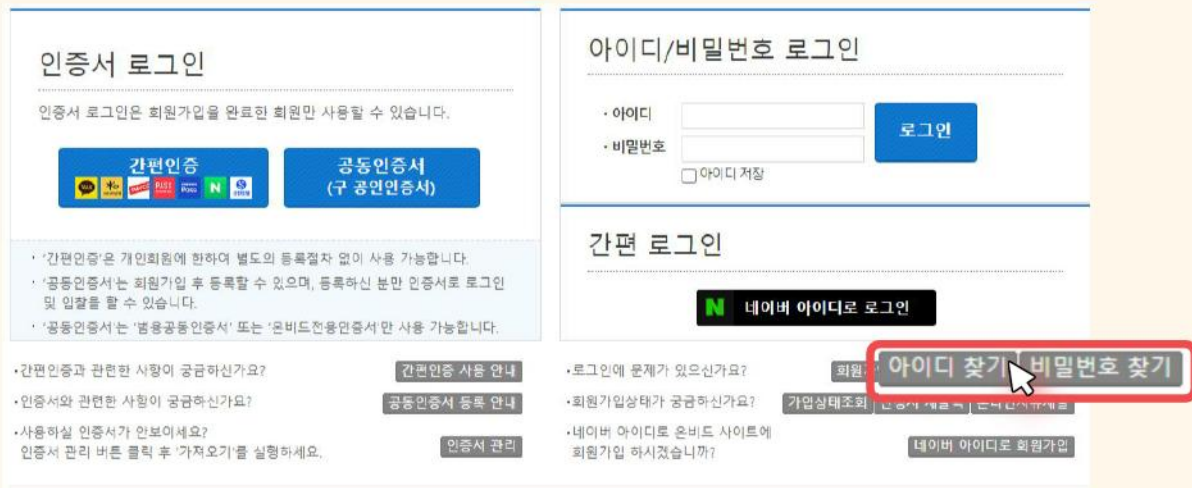 인증서 로그인
인증서 로그인은 회원가입을 완료한 회원만 사용할 수 있습니다.
간편인증
공동인증서
(구 공인인증서)
· '간편인증'은 개인회원에 한하여 별도의 등록절차 없이 사용 가능합니다.
· '공동인증서'는 회원가입 후 등록할 수 있으며, 등록하신 분만 인증서로 로그인
및 입찰을 할 수 있습니다.
· '공동인증서'는 '범용공동인증서' 또는 '온비드전용인증서'만 사용 가능합니다.
아이디/비밀번호 로그인
· 아이디
로그인
· 비밀번호
아이디 저장
간편 로그인
N 네이버 아이디로 로그인
·간편인증과 관련한 사항이 궁금하신가요?
간편인증 사용 안내
·인증서와 관련한 사항이 궁금하신가요?
공동인증서 등록 안내
·사용하실 인증서가 안보이세요?
인증서 관리 버튼 클릭 후 '가져오기'를 실행하세요.
인증서 관리
·로그인에 문제가 있으신가요?
아이디 찾기 비밀번호 찾기
·회원가입상태가 궁금하신가요?
가입상태조회
·네이버 아이디로 온비드 사이트에
회원가입 하시겠습니까?
네이버 아이디로 회원가입